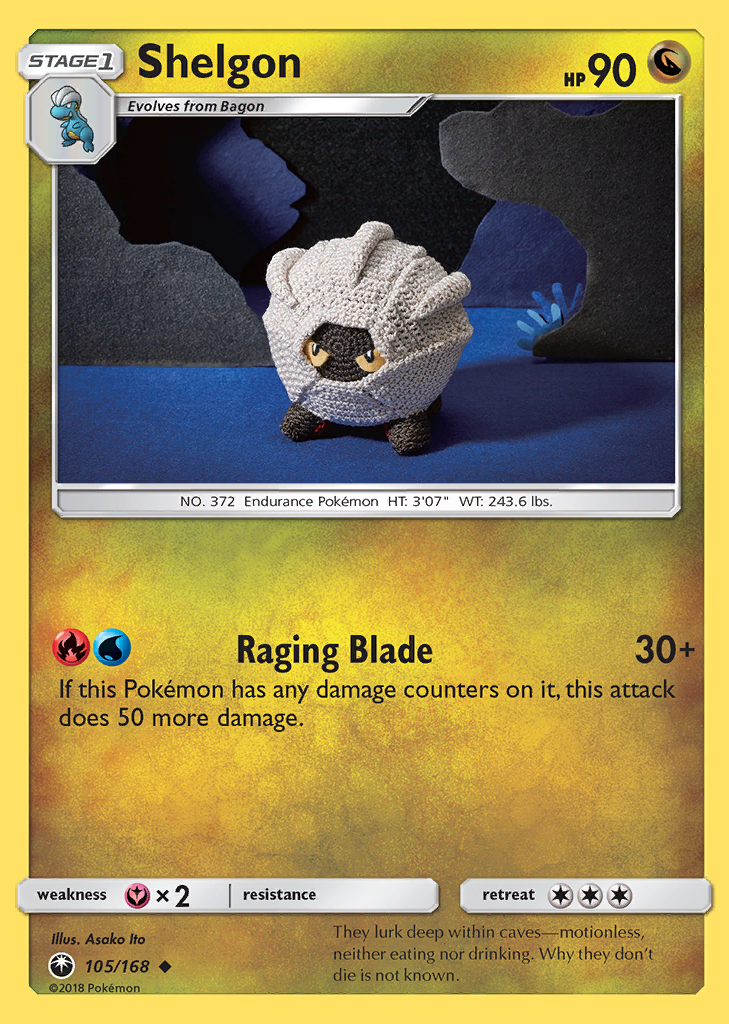 STAGE1 Shelgon HP 90
Evolves from Bagon
NO. 372 Endurance Pokémon HT: 3'07" WT: 243.6 lbs.
Raging Blade 30+
If this Pokémon has any damage counters on it, this attack
does 50 more damage.
weakness ×2 resistance retreat
Illus. Asako Ito
105/168
©2018 Pokémon
They lurk deep within caves—motionless,
neither eating nor drinking. Why they don't
die is not known.